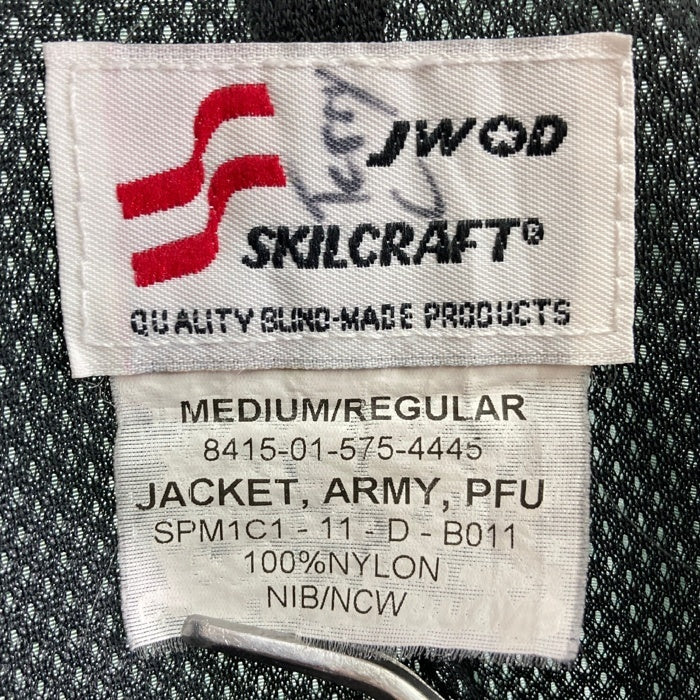 Terry
JWOD
SKILCRAFT®
QUALITY BLIND-MADE PRODUCTS
MEDIUM/REGULAR
8415-01-575-4445
JACKET, ARMY, PFU
SPM1C1 - 11 - D - B011
100%NYLON
NIB/NCW